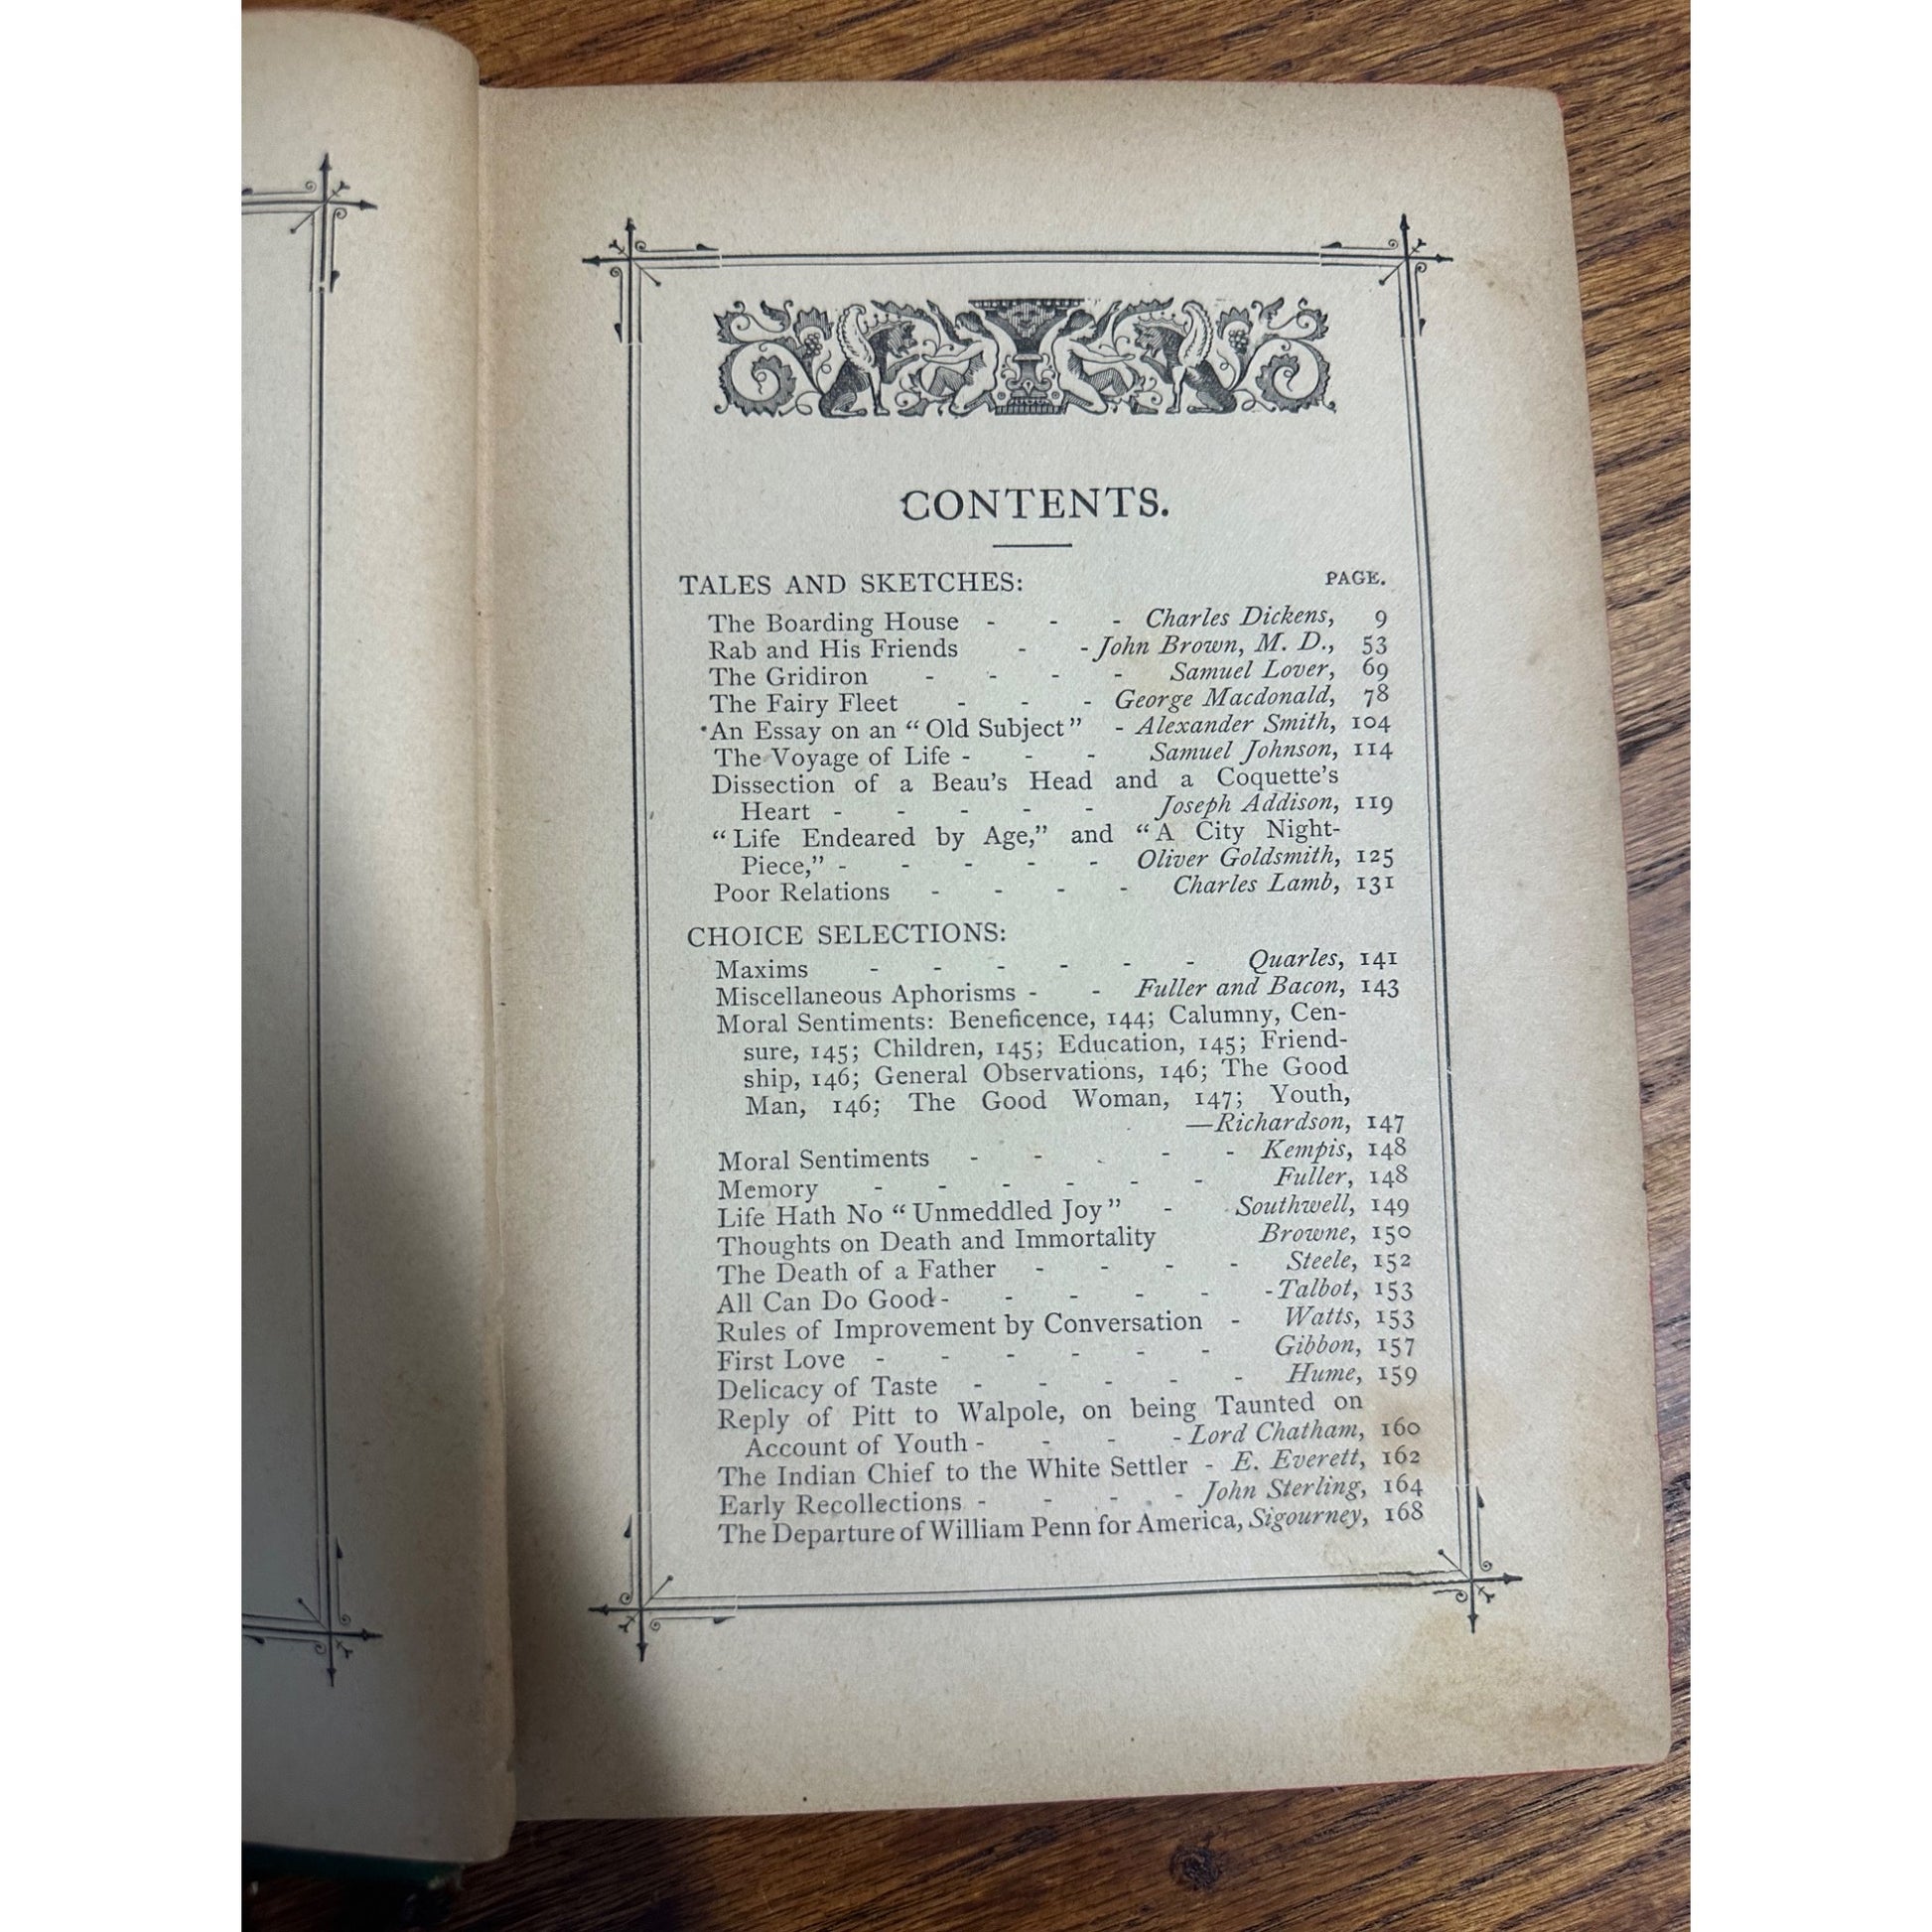 CONTENTS.
TALES AND SKETCHES: PAGE.
The Boarding House - - - Charles Dickens, 9
Rab and His Friends - - John Brown, M. D., 53
The Gridiron - - - - Samuel Lover, 69
The Fairy Fleet - - - George Macdonald, 78
An Essay on an “Old Subject” - Alexander Smith, 104
The Voyage of Life - - - Samuel Johnson, 114
Dissection of a Beau's Head and a Coquette's
Heart - - - - - Joseph Addison, 119
“Life Endeared by Age,” and “A City Night-
Piece,” - - - - - Oliver Goldsmith, 125
Poor Relations - - - - Charles Lamb, 131
CHOICE SELECTIONS:
Maxims - - - - - - Quarles, 141
Miscellaneous Aphorisms - - Fuller and Bacon, 143
Moral Sentiments: Beneficence, 144; Calumny, Cen-
sure, 145; Children, 145; Education, 145; Friend-
ship, 146; General Observations, 146; The Good
Man, 146; The Good Woman, 147; Youth,
—Richardson, 147
Moral Sentiments - - - - - Kempis, 148
Memory - - - - - - Fuller, 148
Life Hath No “Unmeddled Joy” - Southwell, 149
Thoughts on Death and Immortality Browne, 150
The Death of a Father - - - - Steele, 152
All Can Do Good - - - - - - Talbot, 153
Rules of Improvement by Conversation - Watts, 153
First Love - - - - - - Gibbon, 157
Delicacy of Taste - - - - - Hume, 159
Reply of Pitt to Walpole, on being Taunted on
Account of Youth - - - - Lord Chatham, 160
The Indian Chief to the White Settler - E. Everett, 162
Early Recollections - - - - John Sterling, 164
The Departure of William Penn for America, Sigourney, 168